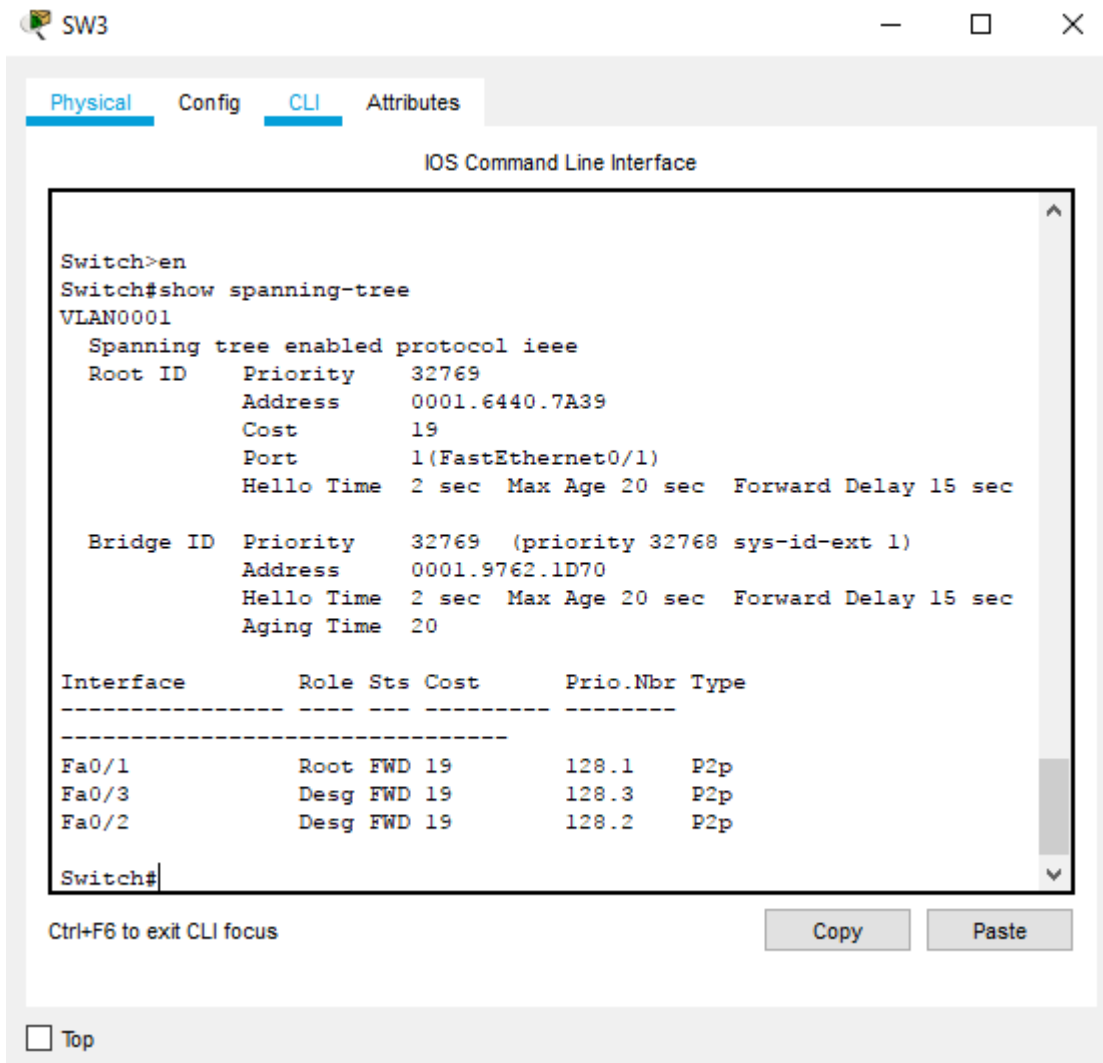 SW3
Physical Config CLI Attributes
IOS Command Line Interface
Switch>en
Switch#show spanning-tree
VLAN0001
  Spanning tree enabled protocol ieee
  Root ID    Priority    32769
             Address     0001.6440.7A39
             Cost        19
             Port        1(FastEthernet0/1)
             Hello Time  2 sec  Max Age 20 sec  Forward Delay 15 sec

  Bridge ID  Priority    32769  (priority 32768 sys-id-ext 1)
             Address     0001.9762.1D70
             Hello Time  2 sec  Max Age 20 sec  Forward Delay 15 sec
             Aging Time  20

Interface        Role Sts Cost      Prio.Nbr Type
---------------- ---- --- --------- --------
--------------------------------
Fa0/1            Root FWD 19        128.1    P2p
Fa0/3            Desg FWD 19        128.3    P2p
Fa0/2            Desg FWD 19        128.2    P2p

Switch#
Ctrl+F6 to exit CLI focus Copy Paste
Top